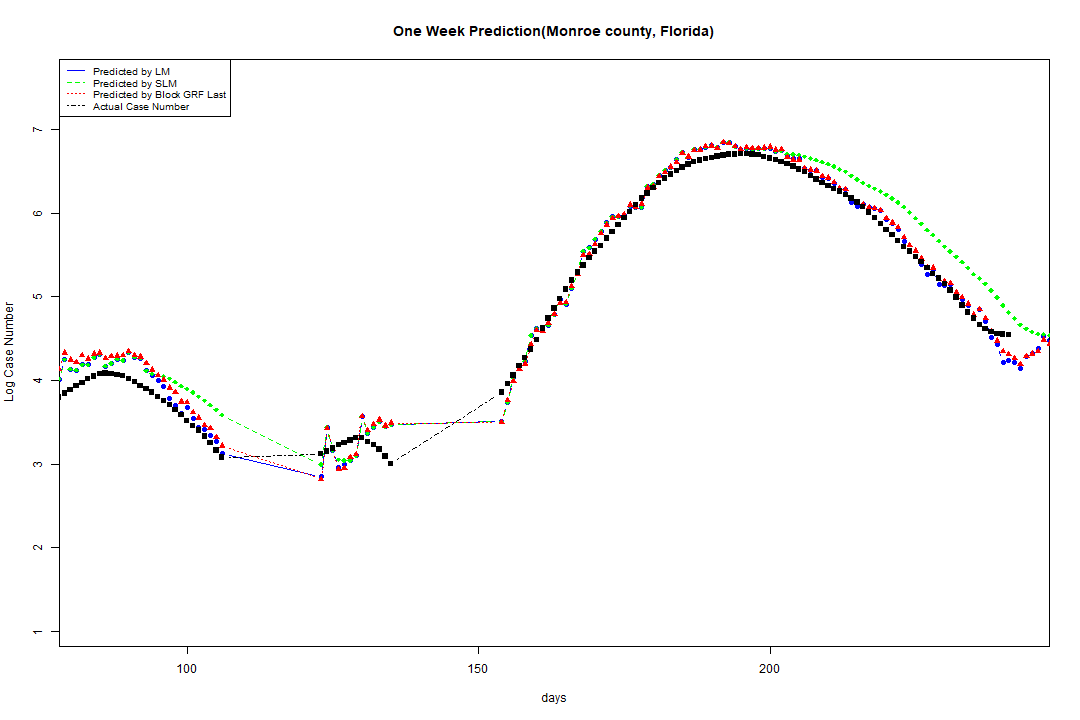 One Week Prediction(Monroe county, Florida)
Predicted by LM
Predicted by SLM
Predicted by Block GRF Last
Actual Case Number
7
6
5
4
3
2
1
Log Case Number
100 150 200
days